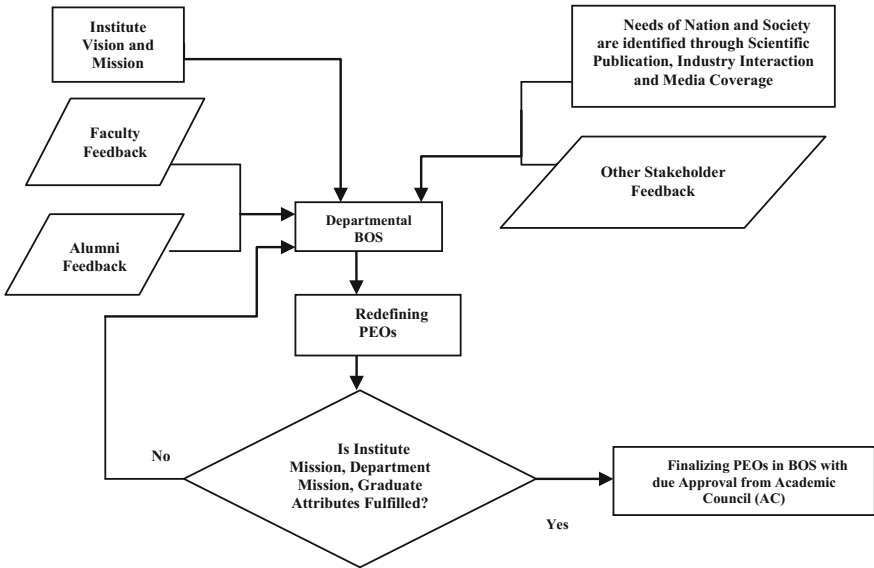 Institute
Vision and
Mission
Needs of Nation and Society
are identified through Scientific
Publication, Industry Interaction
and Media Coverage
Faculty
Feedback
Other Stakeholder
Feedback
Alumni
Feedback
Departmental
BOS
Redefining
PEOs
Is Institute
Mission, Department
Mission, Graduate
Attributes Fulfilled?
No
Finalizing PEOs in BOS with
due Approval from Academic
Council (AC)
Yes